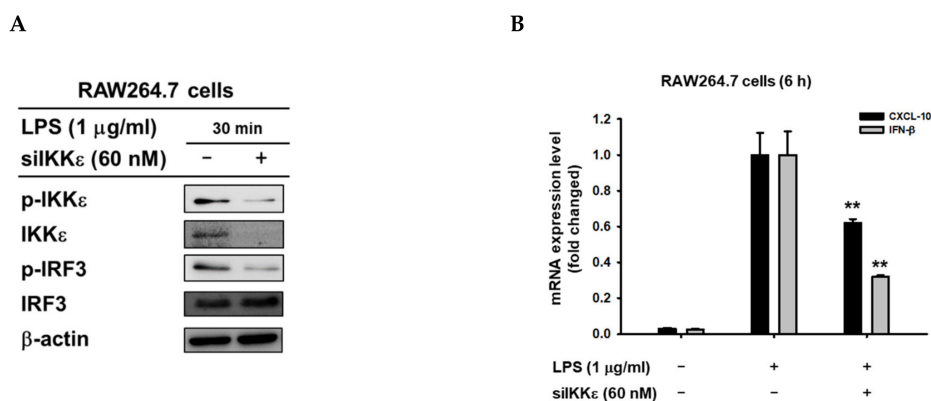 A
RAW264.7 cells
LPS (1 μg/ml) 30 min
siIKKε (60 nM) − +
p-IKKε
IKKε
p-IRF3
IRF3
β-actin
B
RAW264.7 cells (6 h)
CXCL-10
IFN-β
mRNA expression level
(fold changed)
1.2
1.0
0.8
0.6
0.4
0.2
0.0
**
**
LPS (1 μg/ml) − + +
siIKKε (60 nM) − − +